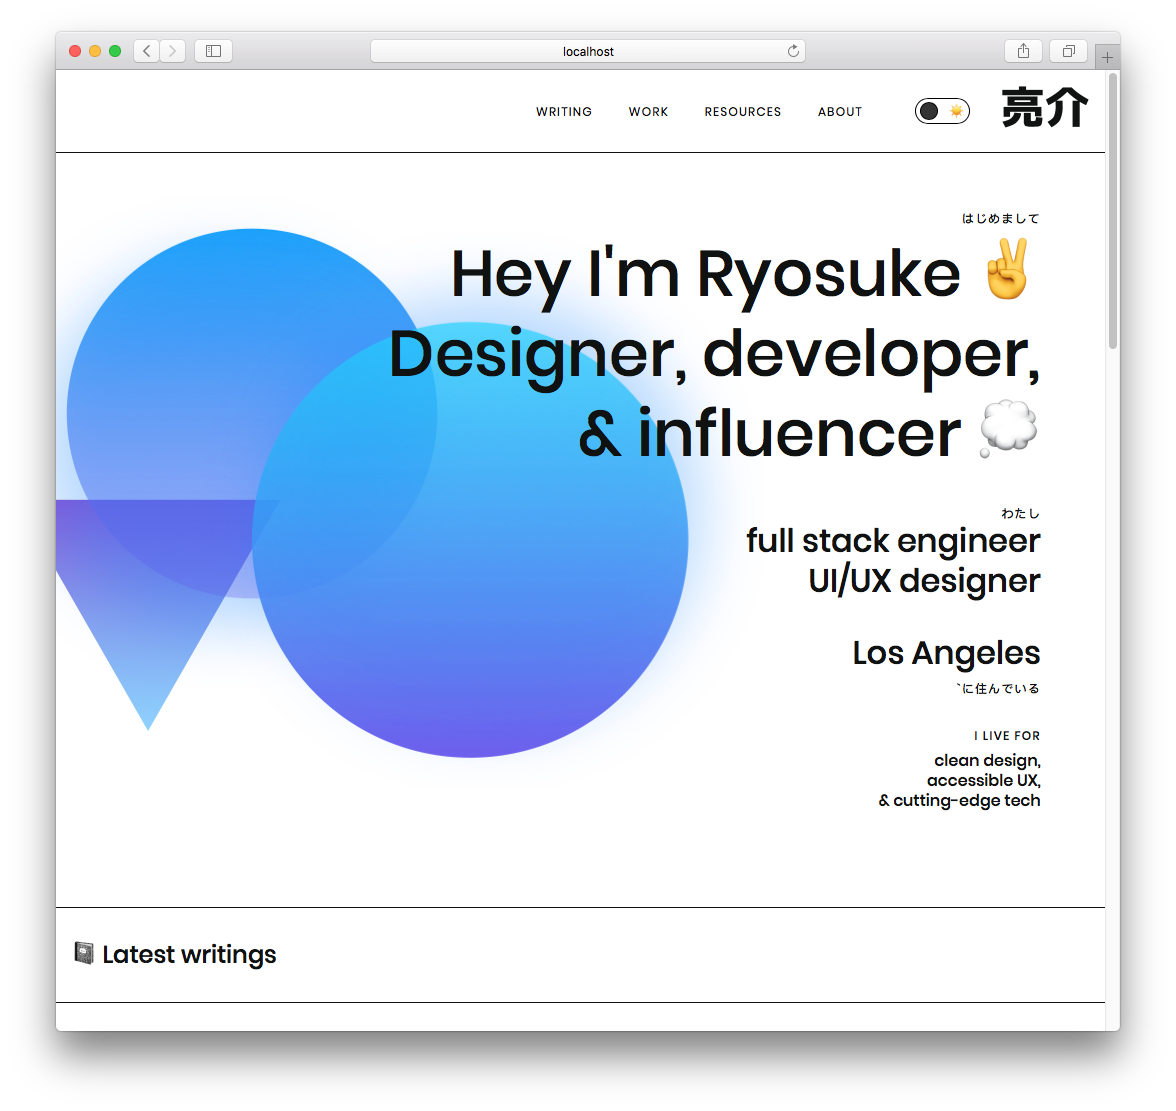 localhost
WRITING WORK RESOURCES ABOUT 亮介
はじめまして
Hey I'm Ryosuke ✌️
Designer, developer,
& influencer 💭
わたし
full stack engineer
UI/UX designer
Los Angeles
`に住んでいる
I LIVE FOR
clean design,
accessible UX,
& cutting-edge tech
📓 Latest writings